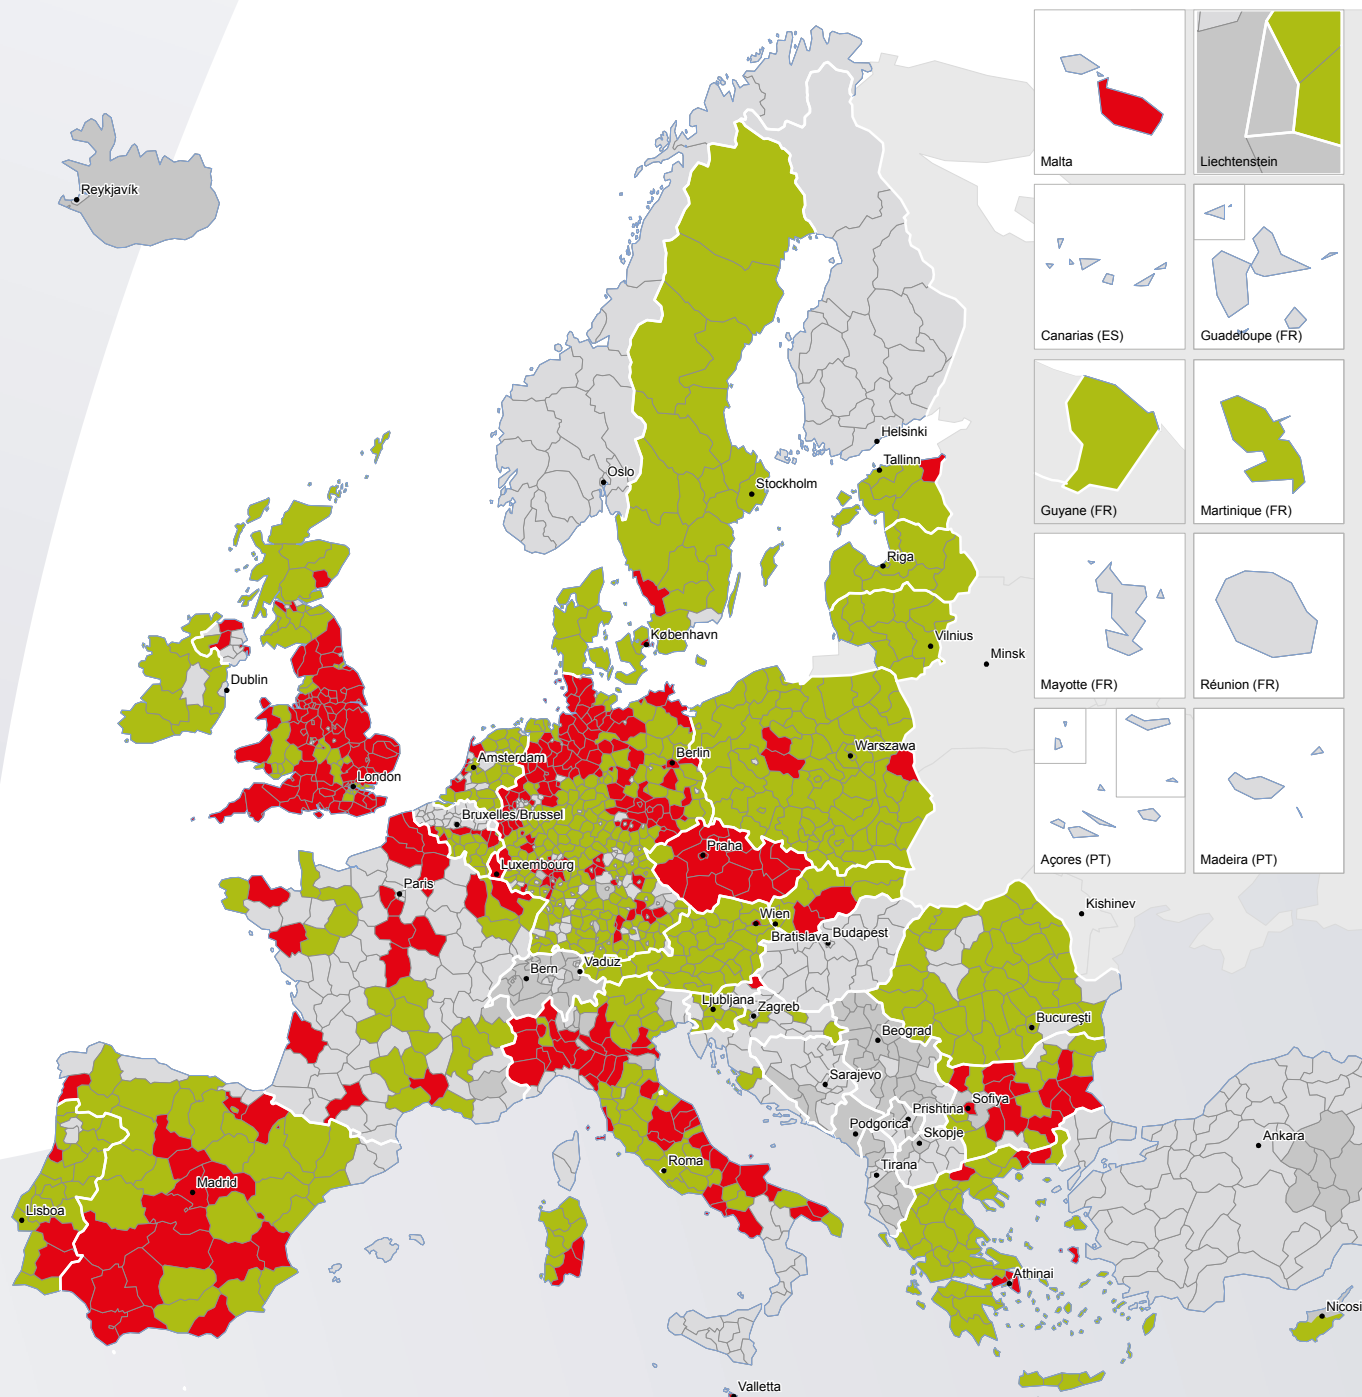 Malta
Liechtenstein
Reykjavík
Canarias (ES)
Guadeloupe (FR)
Helsinki
Tallinn
Oslo
Stockholm
Guyane (FR)
Martinique (FR)
Riga
København
Vilnius
Minsk
Dublin
Mayotte (FR)
Réunion (FR)
Amsterdam
Berlin
Warszawa
London
Bruxelles/Brussel
Praha
Luxembourg
Açores (PT)
Madeira (PT)
Paris
Kishinev
Wien
Bratislava
Budapest
Bern
Vaduz
Ljubljana
Zagreb
Bucureşti
Beograd
Sarajevo
Sofiya
Prishtina
Podgorica
Skopje
Ankara
Roma
Tirana
Madrid
Lisboa
Athinai
Nicosi
Valletta